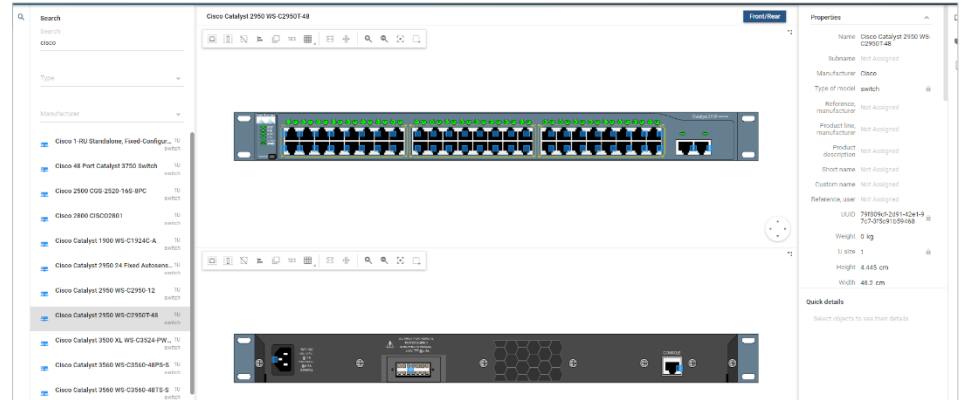 Search
Search
cisco
Type
Manufacturer
Cisco 1-RU Standalone, Fixed-Configur... 1U
switch
Cisco 48 Port Catalyst 3750 Switch 1U
switch
Cisco 2500 CGS-2520-16S-8PC 1U
switch
Cisco 2800 CISCO2801 1U
switch
Cisco Catalyst 1900 WS-C1924C-A 1U
switch
Cisco Catalyst 2950 24 Fixed Autosens... 1U
switch
Cisco Catalyst 2950 WS-C2950-12 1U
switch
Cisco Catalyst 2950 WS-C2950T-48 1U
switch
Cisco Catalyst 3500 XL WS-C3524-PW... 1U
switch
Cisco Catalyst 3560 WS-C3560-48PS-S 1U
switch
Cisco Catalyst 3560 WS-C3560-48TS-S 1U
switch
Cisco Catalyst 2950 WS-C2950T-48
Front/Rear
123
Catalyst 2950
123
CONSOLE
Properties
Name Cisco Catalyst 2950 WS-
C2950T-48
Subname Not Assigned
Manufacturer Cisco
Type of model switch
Reference,
manufacturer Not Assigned
Product line,
manufacturer Not Assigned
Product
description Not Assigned
Short name Not Assigned
Custom name Not Assigned
Reference, user Not Assigned
UUID
Weight 0 kg
U size 1
Height 4.445 cm
Width 48.2 cm
Quick details
Select objects to see their details